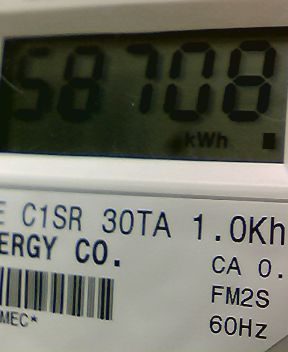 58708
kWh
E C1SR 30TA 1.0Kh
ERGY CO.
CA 0.
FM2S
MEC*
60Hz